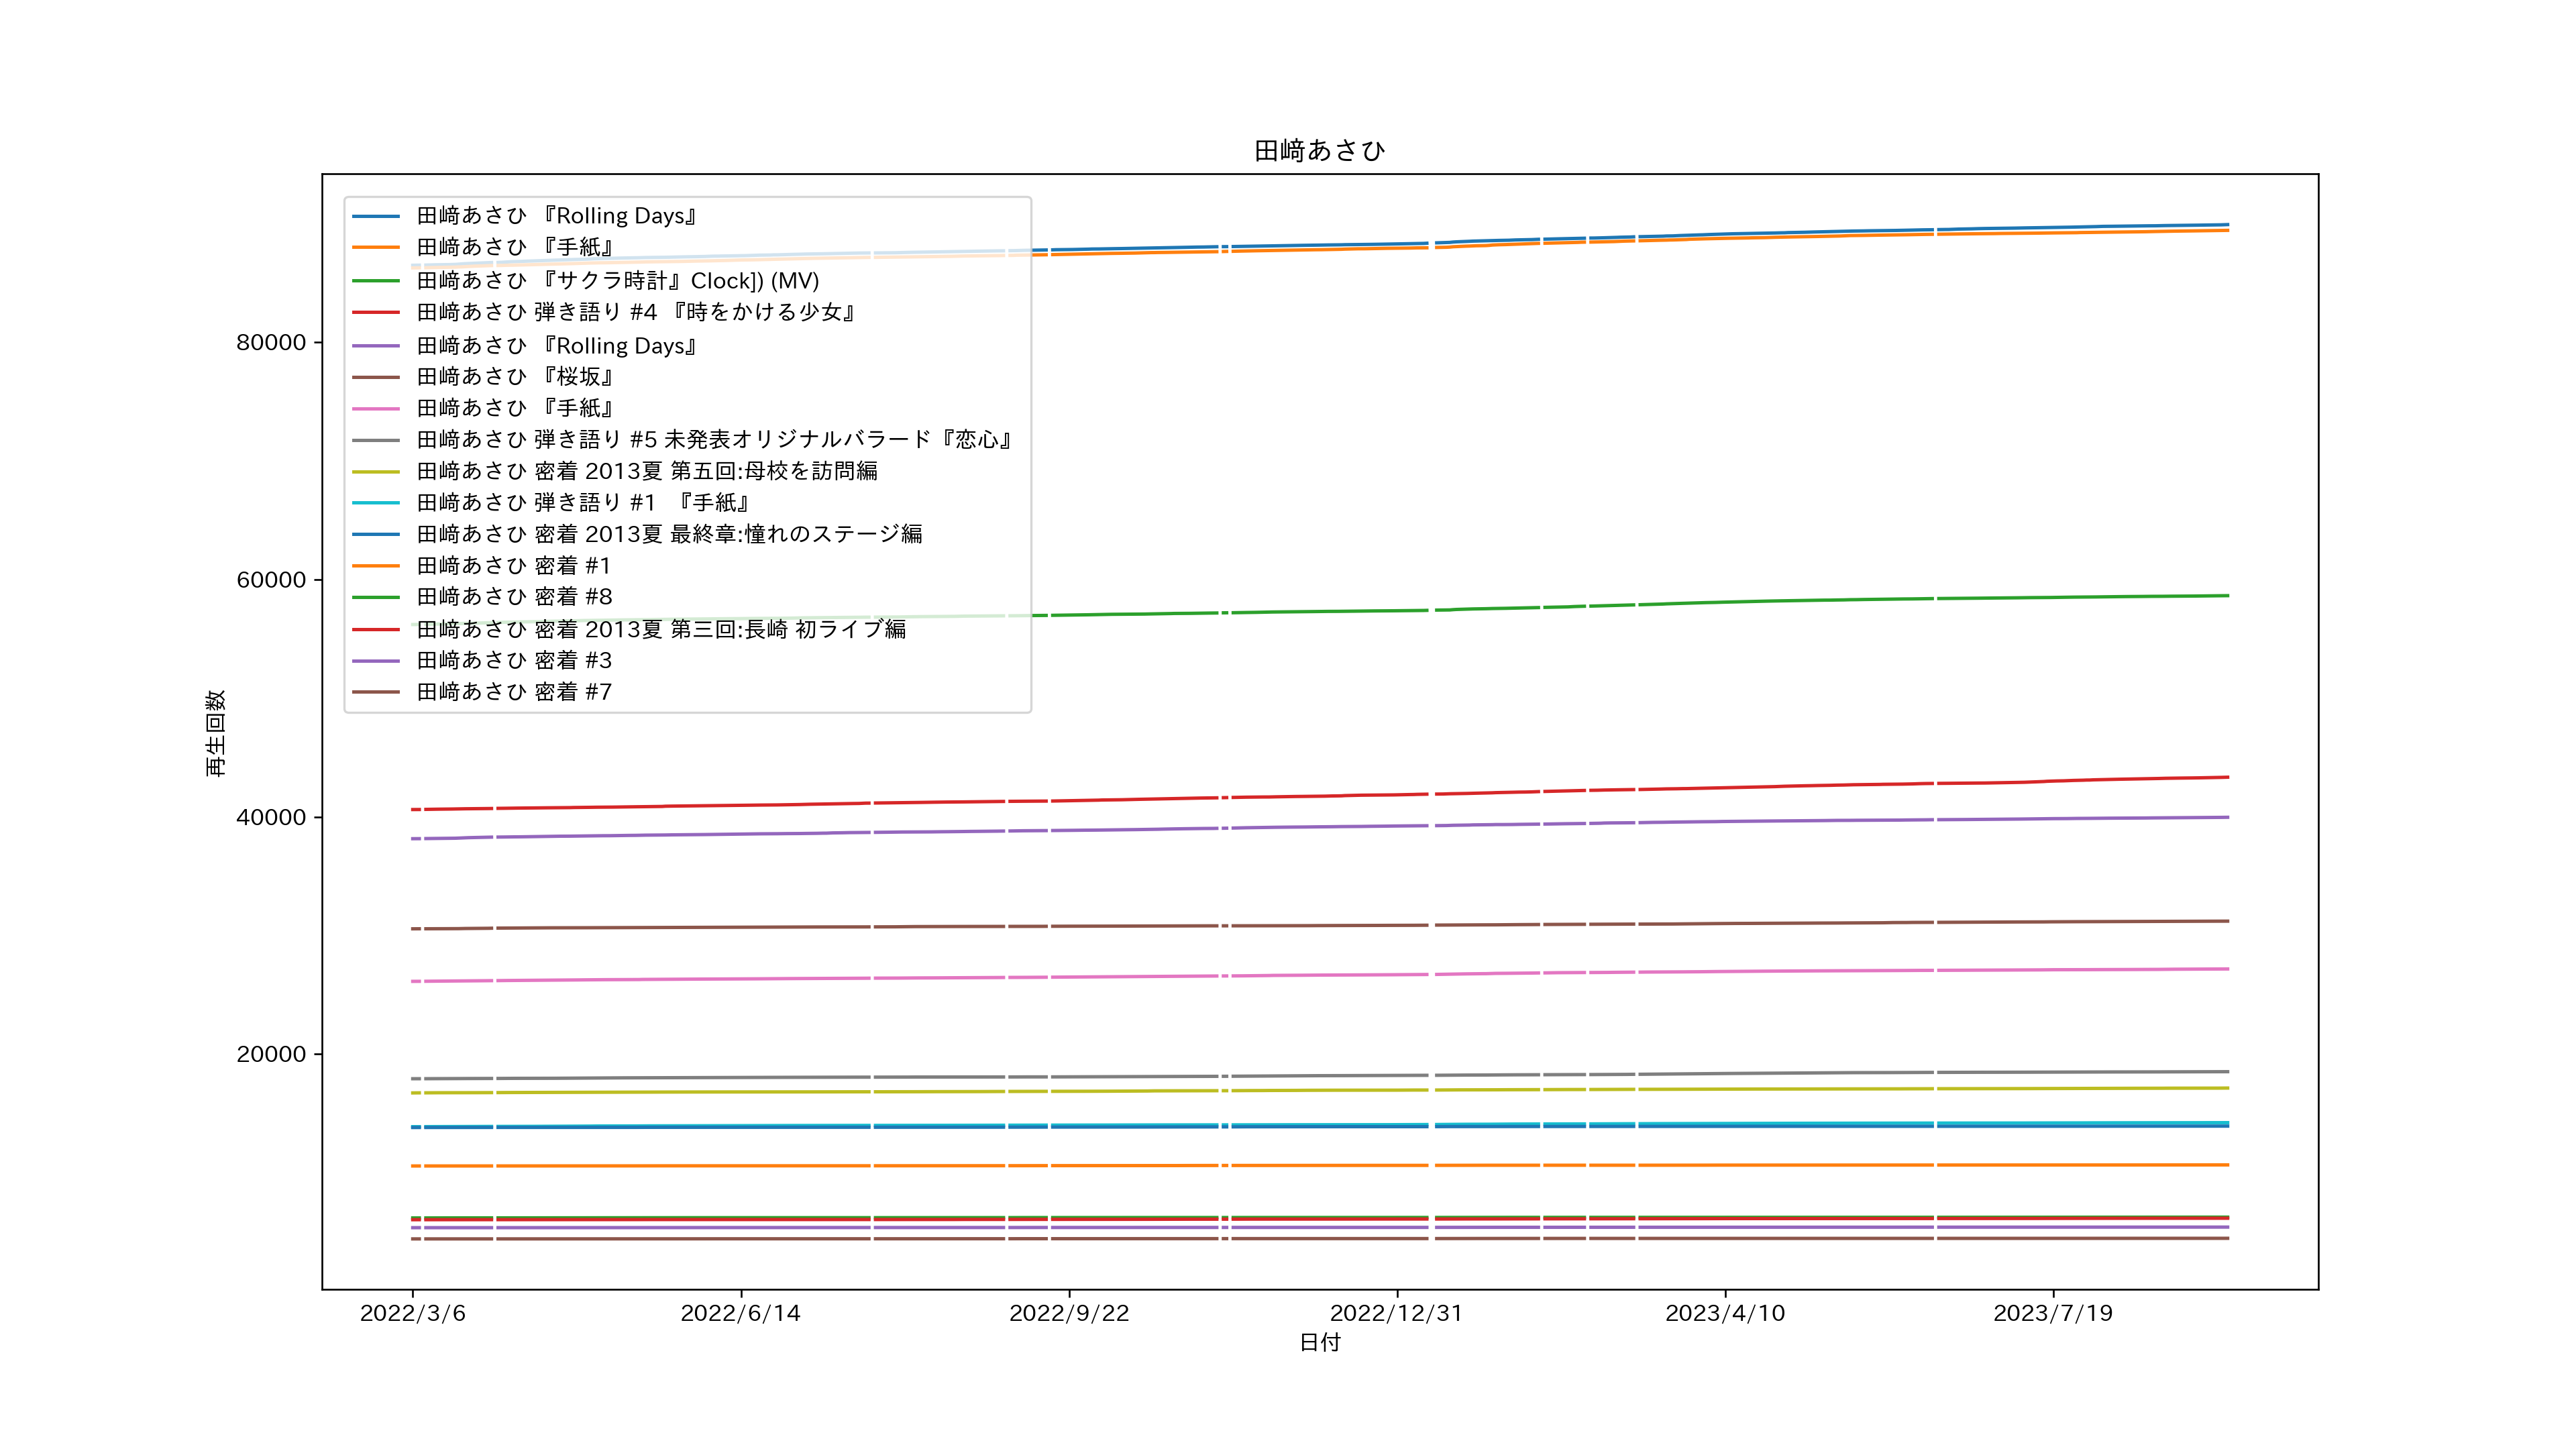 田﨑あさひ
田﨑あさひ 『Rolling Days』
田﨑あさひ 『手紙』
田﨑あさひ 『サクラ時計』Clock]) (MV)
田﨑あさひ 弾き語り #4 『時をかける少女』
田﨑あさひ 『Rolling Days』
田﨑あさひ 『桜坂』
田﨑あさひ 『手紙』
田﨑あさひ 弾き語り #5 未発表オリジナルバラード『恋心』
田﨑あさひ 密着 2013夏 第五回:母校を訪問編
田﨑あさひ 弾き語り #1 『手紙』
田﨑あさひ 密着 2013夏 最終章:憧れのステージ編
田﨑あさひ 密着 #1
田﨑あさひ 密着 #8
田﨑あさひ 密着 2013夏 第三回:長崎 初ライブ編
田﨑あさひ 密着 #3
田﨑あさひ 密着 #7
80000
60000
40000
20000
再生回数
2022/3/6
2022/6/14
2022/9/22
2022/12/31
2023/4/10
2023/7/19
日付